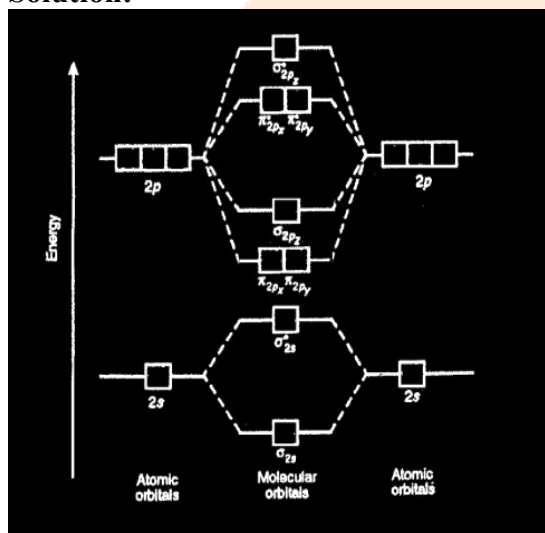 Solution:
σ*2pz
π*2px π*2py
2p
2p
σ2pz
π2px π2py
Energy
σ*2s
2s
2s
σ2s
Atomic
orbitals
Molecular
orbitals
Atomic
orbitals